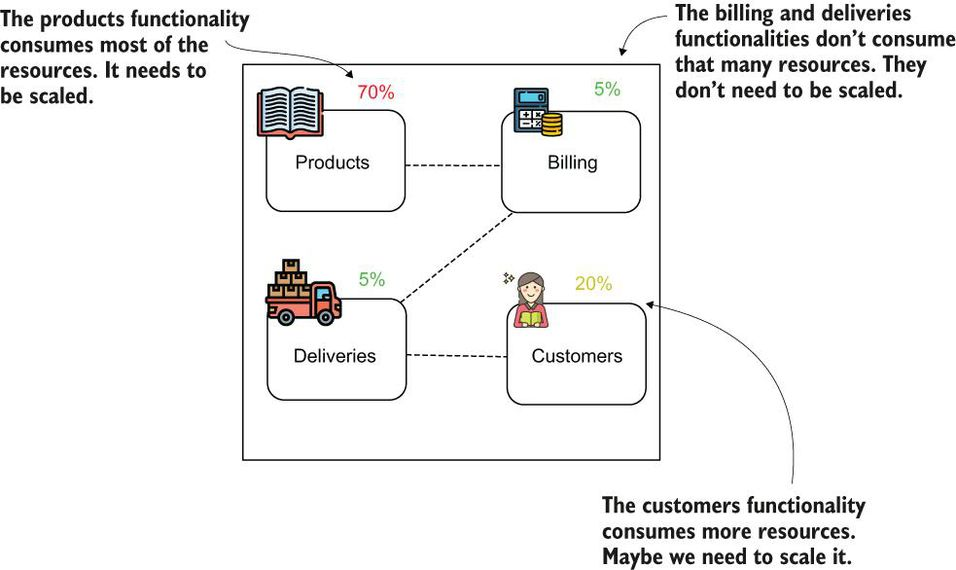 The products functionality
consumes most of the
resources. It needs to
be scaled.
The billing and deliveries
functionalities don’t consume
that many resources. They
don’t need to be scaled.
70%
5%
Products
Billing
5%
20%
Deliveries
Customers
The customers functionality
consumes more resources.
Maybe we need to scale it.